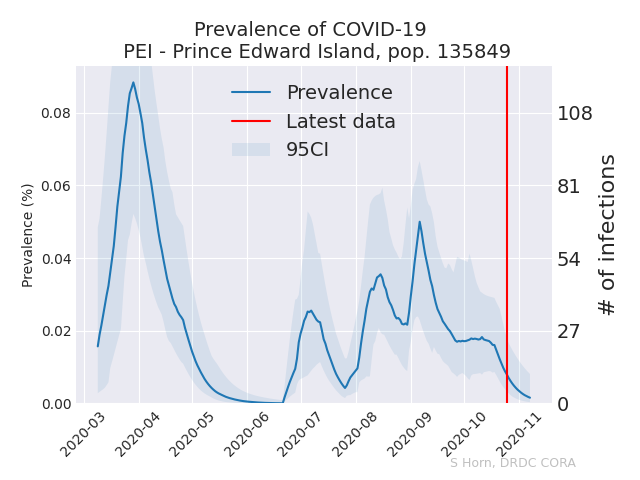 Prevalence of COVID-19
PEI - Prince Edward Island, pop. 135849
Prevalence
Latest data
95CI
Prevalence (%)
0.08
0.06
0.04
0.02
0.00
108
81
54
27
0
# of infections
2020-03
2020-04
2020-05
2020-06
2020-07
2020-08
2020-09
2020-10
2020-11
S Horn, DRDC CORA